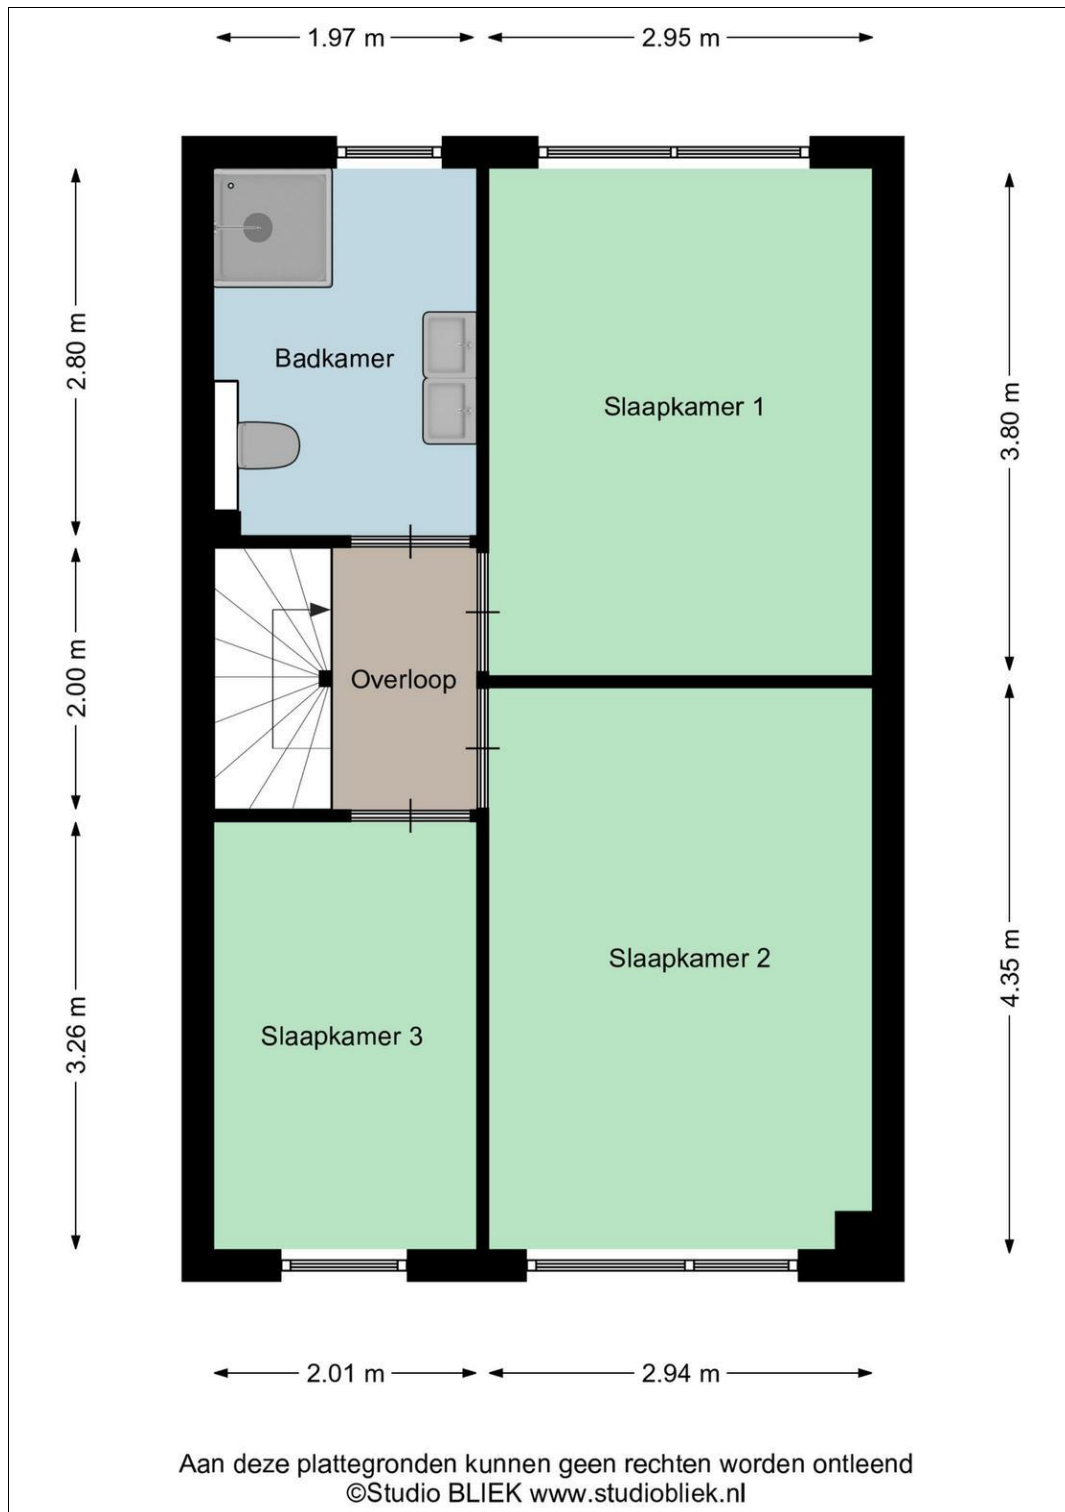 1.97 m
2.95 m
2.80 m
Badkamer
Slaapkamer 1
3.80 m
2.00 m
Overloop
Slaapkamer 2
4.35 m
3.26 m
Slaapkamer 3
2.01 m
2.94 m
Aan deze plattegronden kunnen geen rechten worden ontleend
©Studio BLIEK www.studiobliek.nl